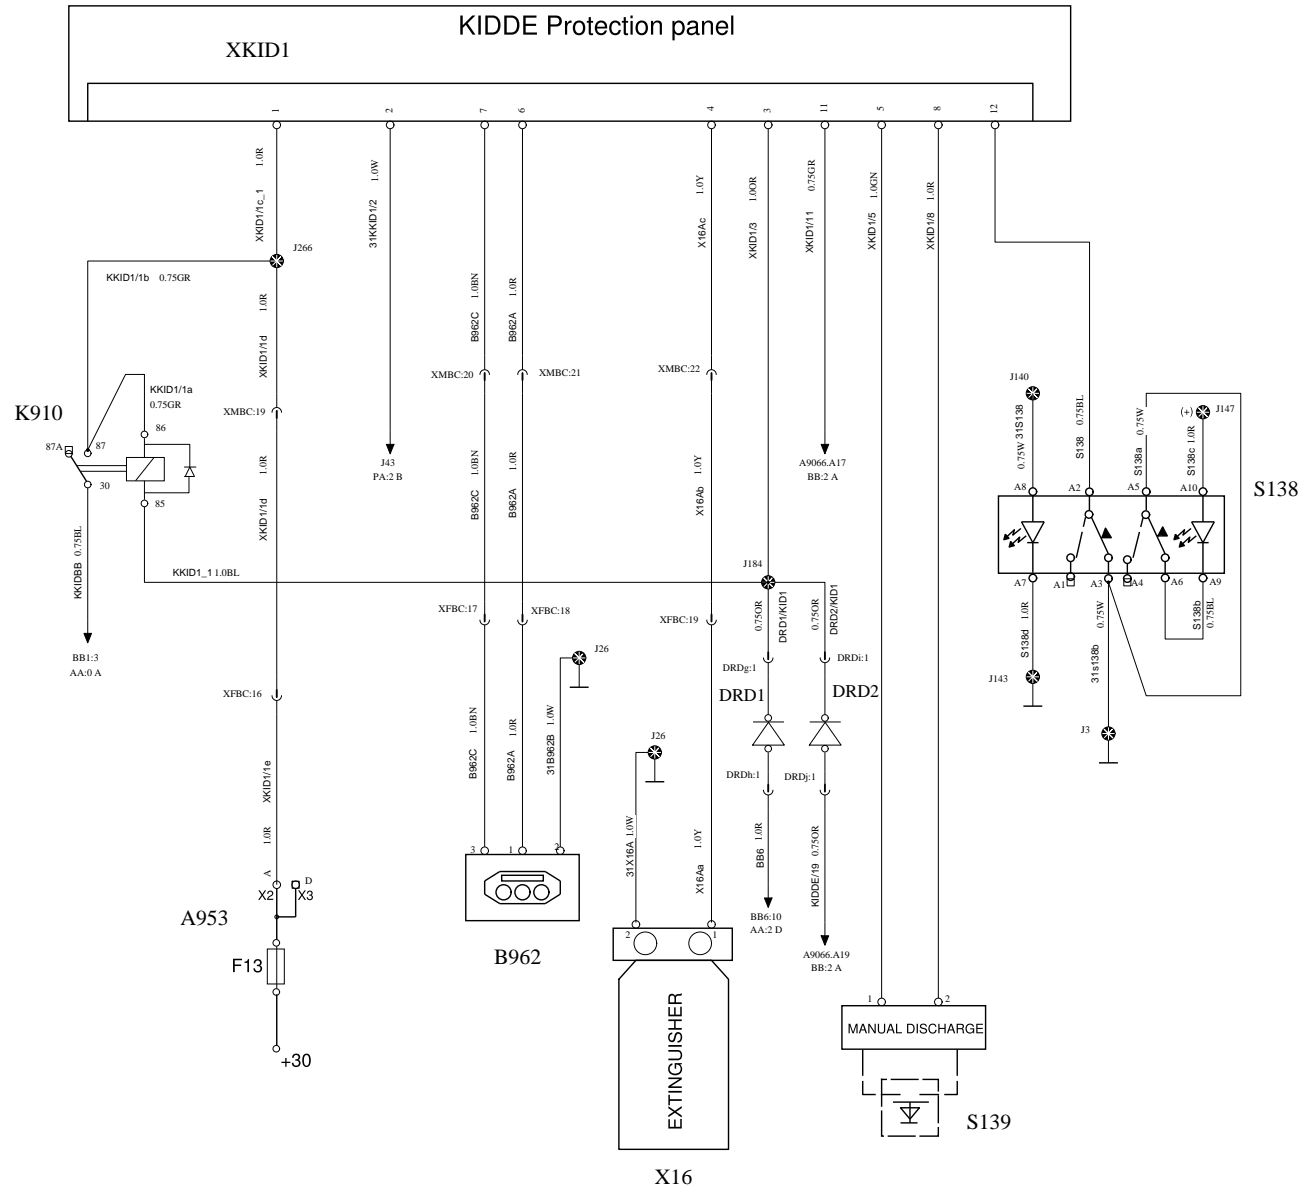 KIDDE Protection panel
XKID1
1
2
7
6
4
3
11
5
8
12
XKID1/1c_1 1.0R
31KKID1/2 1.0W
B962C 1.0BN
B962A 1.0R
X16Ac 1.0Y
XKID1/3 1.0OR
XKID1/11 0.75GR
XKID1/5 1.0GN
XKID1/8 1.0R
J266
KKID1/1b 0.75GR
XKID1/1d 1.0R
XMBC:20
XMBC:21
XMBC:22
KKID1/1a
0.75GR
K910
XMBC:19
86
87A
87
30
85
J43
PA:2 B
A9066.A17
BB:2 A
J140
31S138
0.75W
S138 0.75BL
S138a 0.75W
(+)
J147
S138c 1.0R
A8
A2
A5
A10
S138
A7
A1
A3
A4
A6
A9
S138d 1.0R
31s138b 0.75W
S138b
0.75BL
J143
J3
XKID1/1d 1.0R
B962C 1.0BN
B962A 1.0R
X16Ab 1.0Y
KKIDBB 0.75BL
KKID1_1 1.0BL
J184
BB1:3
AA:0 A
XFBC:17
XFBC:18
XFBC:19
0.75OR
DRD1/KID1
0.75OR
DRD2/KID1
J26
DRDg:1
DRDi:1
XFBC:16
DRD1
DRD2
B962C 1.0BN
B962A 1.0R
31B962B 1.0W
J26
DRDh:1
DRDj:1
XKID1/1e 1.0R
31X16A 1.0W
X16Aa 1.0Y
BB6 1.0R
KIDDE/19 0.75OR
3
1
2
A
D
X2
X3
A953
BB6:10
AA:2 D
B962
2
1
A9066.A19
BB:2 A
F13
+30
EXTINGUISHER
X16
1
2
MANUAL DISCHARGE
S139